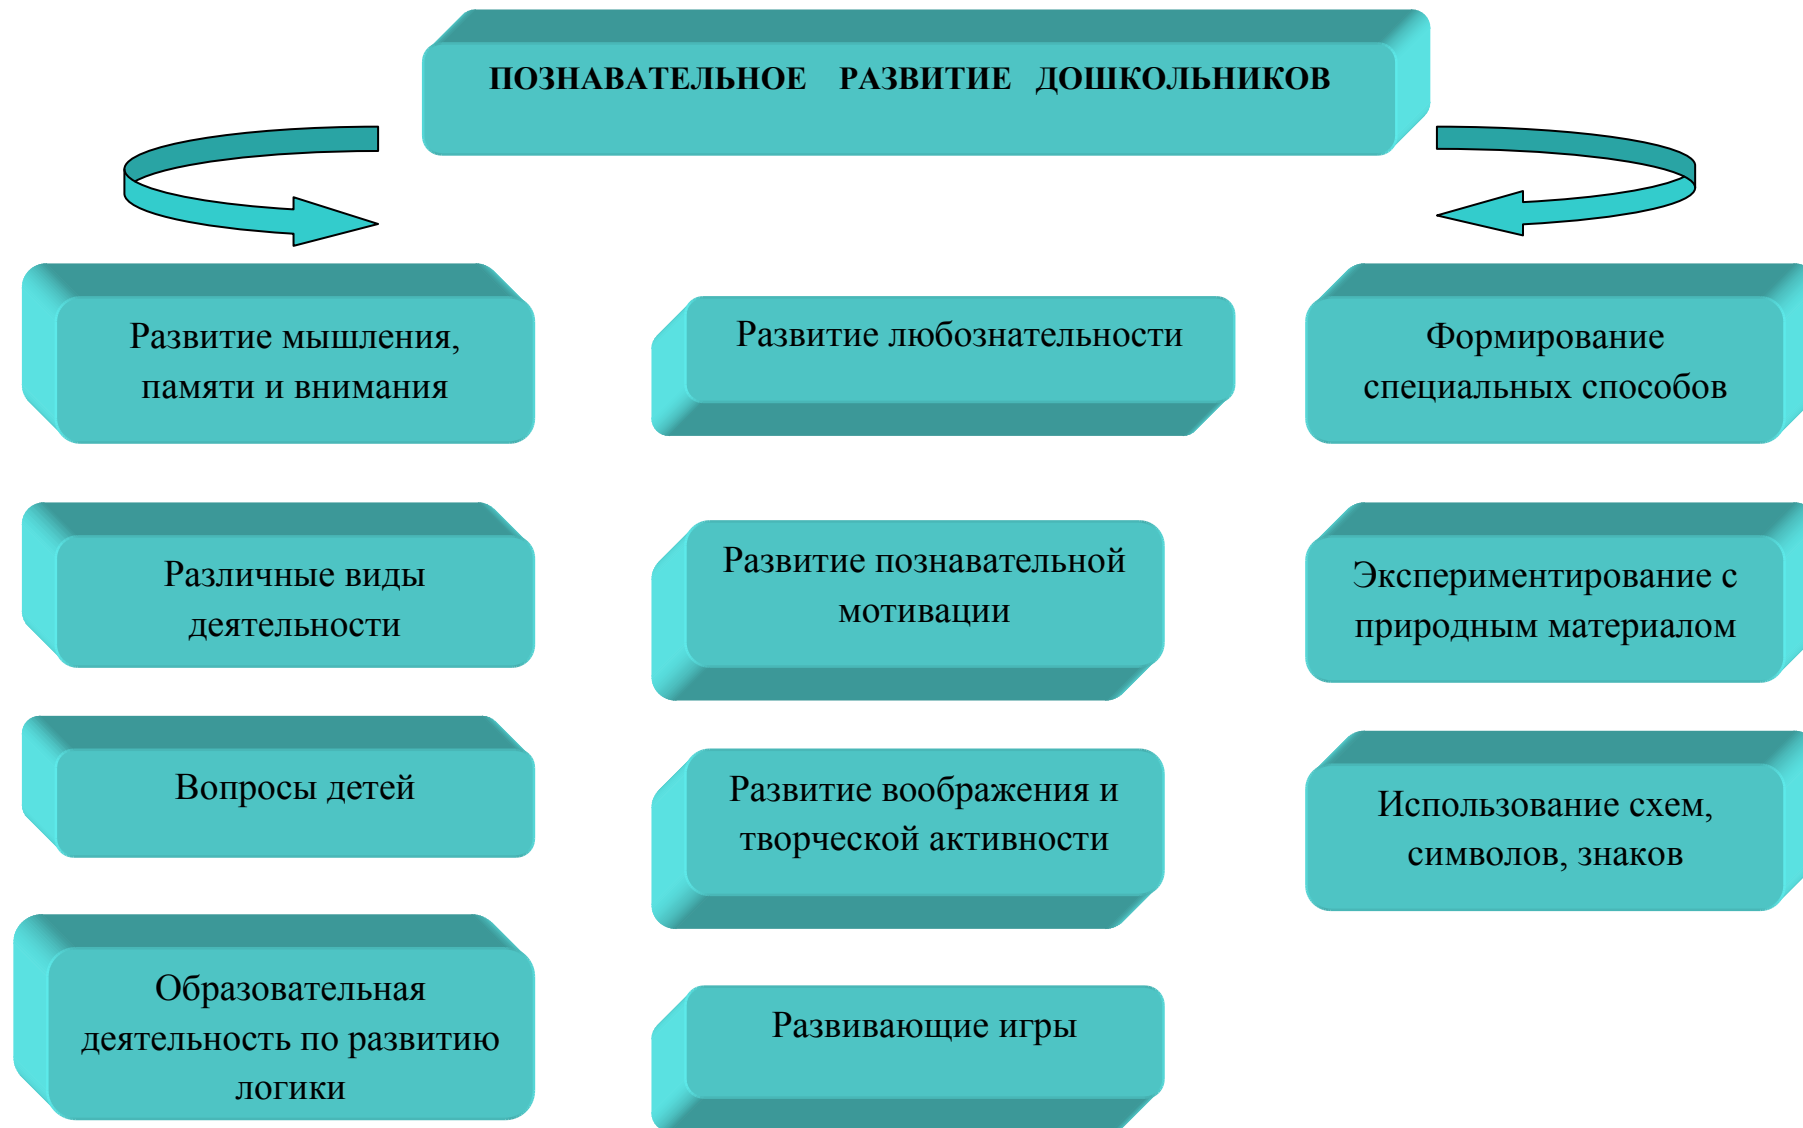 ПОЗНАВАТЕЛЬНОЕ РАЗВИТИЕ ДОШКОЛЬНИКОВ
Развитие мышления,
памяти и внимания
Различные виды
деятельности
Вопросы детей
Образовательная
деятельность по развитию
логики
Развитие любознательности
Развитие познавательной
мотивации
Развитие воображения и
творческой активности
Развивающие игры
Формирование
специальных способов
Экспериментирование с
природным материалом
Использование схем,
символов, знаков